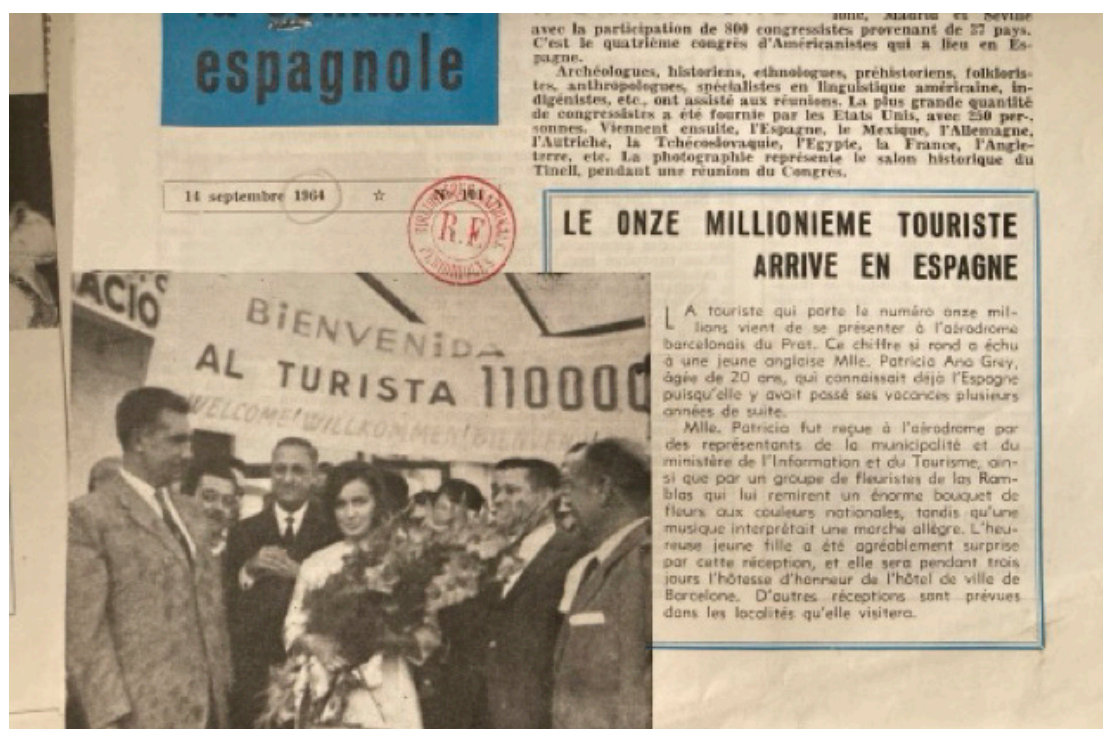 espagnole
14 septembre 1964 ☆ Nº 101
BIBLIOTHEQUE NATIONALE
R.F
PERIODIQUES
Madrid et Séville
avec la participation de 800 congressistes provenant de 37 pays.
C'est le quatrième congrès d'Américanistes qui a lieu en Es-
pagne.
Archéologues, historiens, ethnologues, préhistoriens, folkloris-
tes, anthropologues, spécialistes en linguistique américaine, in-
digénistes, etc., ont assisté aux réunions. La plus grande quantité
de congressistes a été fournie par les Etats Unis, avec 250 per-
sonnes. Viennent ensuite, l'Espagne, le Mexique, l'Allemagne,
l'Autriche, la Tchécoslovaquie, l'Egypte, la France, l'Angle-
terre, etc. La photographie représente le salon historique du
Tinell, pendant une réunion du Congrés.
LE ONZE MILLIONIEME TOURISTE
ARRIVE EN ESPAGNE
LA touriste qui porte le numéro onze mil-
lions vient de se présenter à l'aérodrome
barcelonais du Prat. Ce chiffre si rond a échu
à une jeune anglaise Mlle. Patricia Ana Grey,
âgée de 20 ans, qui connaissait déjà l'Espagne
puisqu'elle y avait passé ses vacances plusieurs
années de suite.
Mlle. Patricia fut reçue à l'aérodrome par
des représentants de la municipalité et du
ministère de l'Information et du Tourisme, ain-
si que par un groupe de fleuristes de las Ram-
blas qui lui remirent un énorme bouquet de
fleurs aux couleurs nationales, tandis qu'une
musique interprétait une marche allègre. L'heu-
reuse jeune fille a été agréablement surprise
par cette réception, et elle sera pendant trois
jours l'hôtesse d'honneur de l'hôtel de ville de
Barcelone. D'autres réceptions sont prévues
dans les localités qu'elle visitera.
ACIÓ
BIENVENIDA
AL TURISTA 110000
WELCOME! WILLKOMMEN! BIENVENU